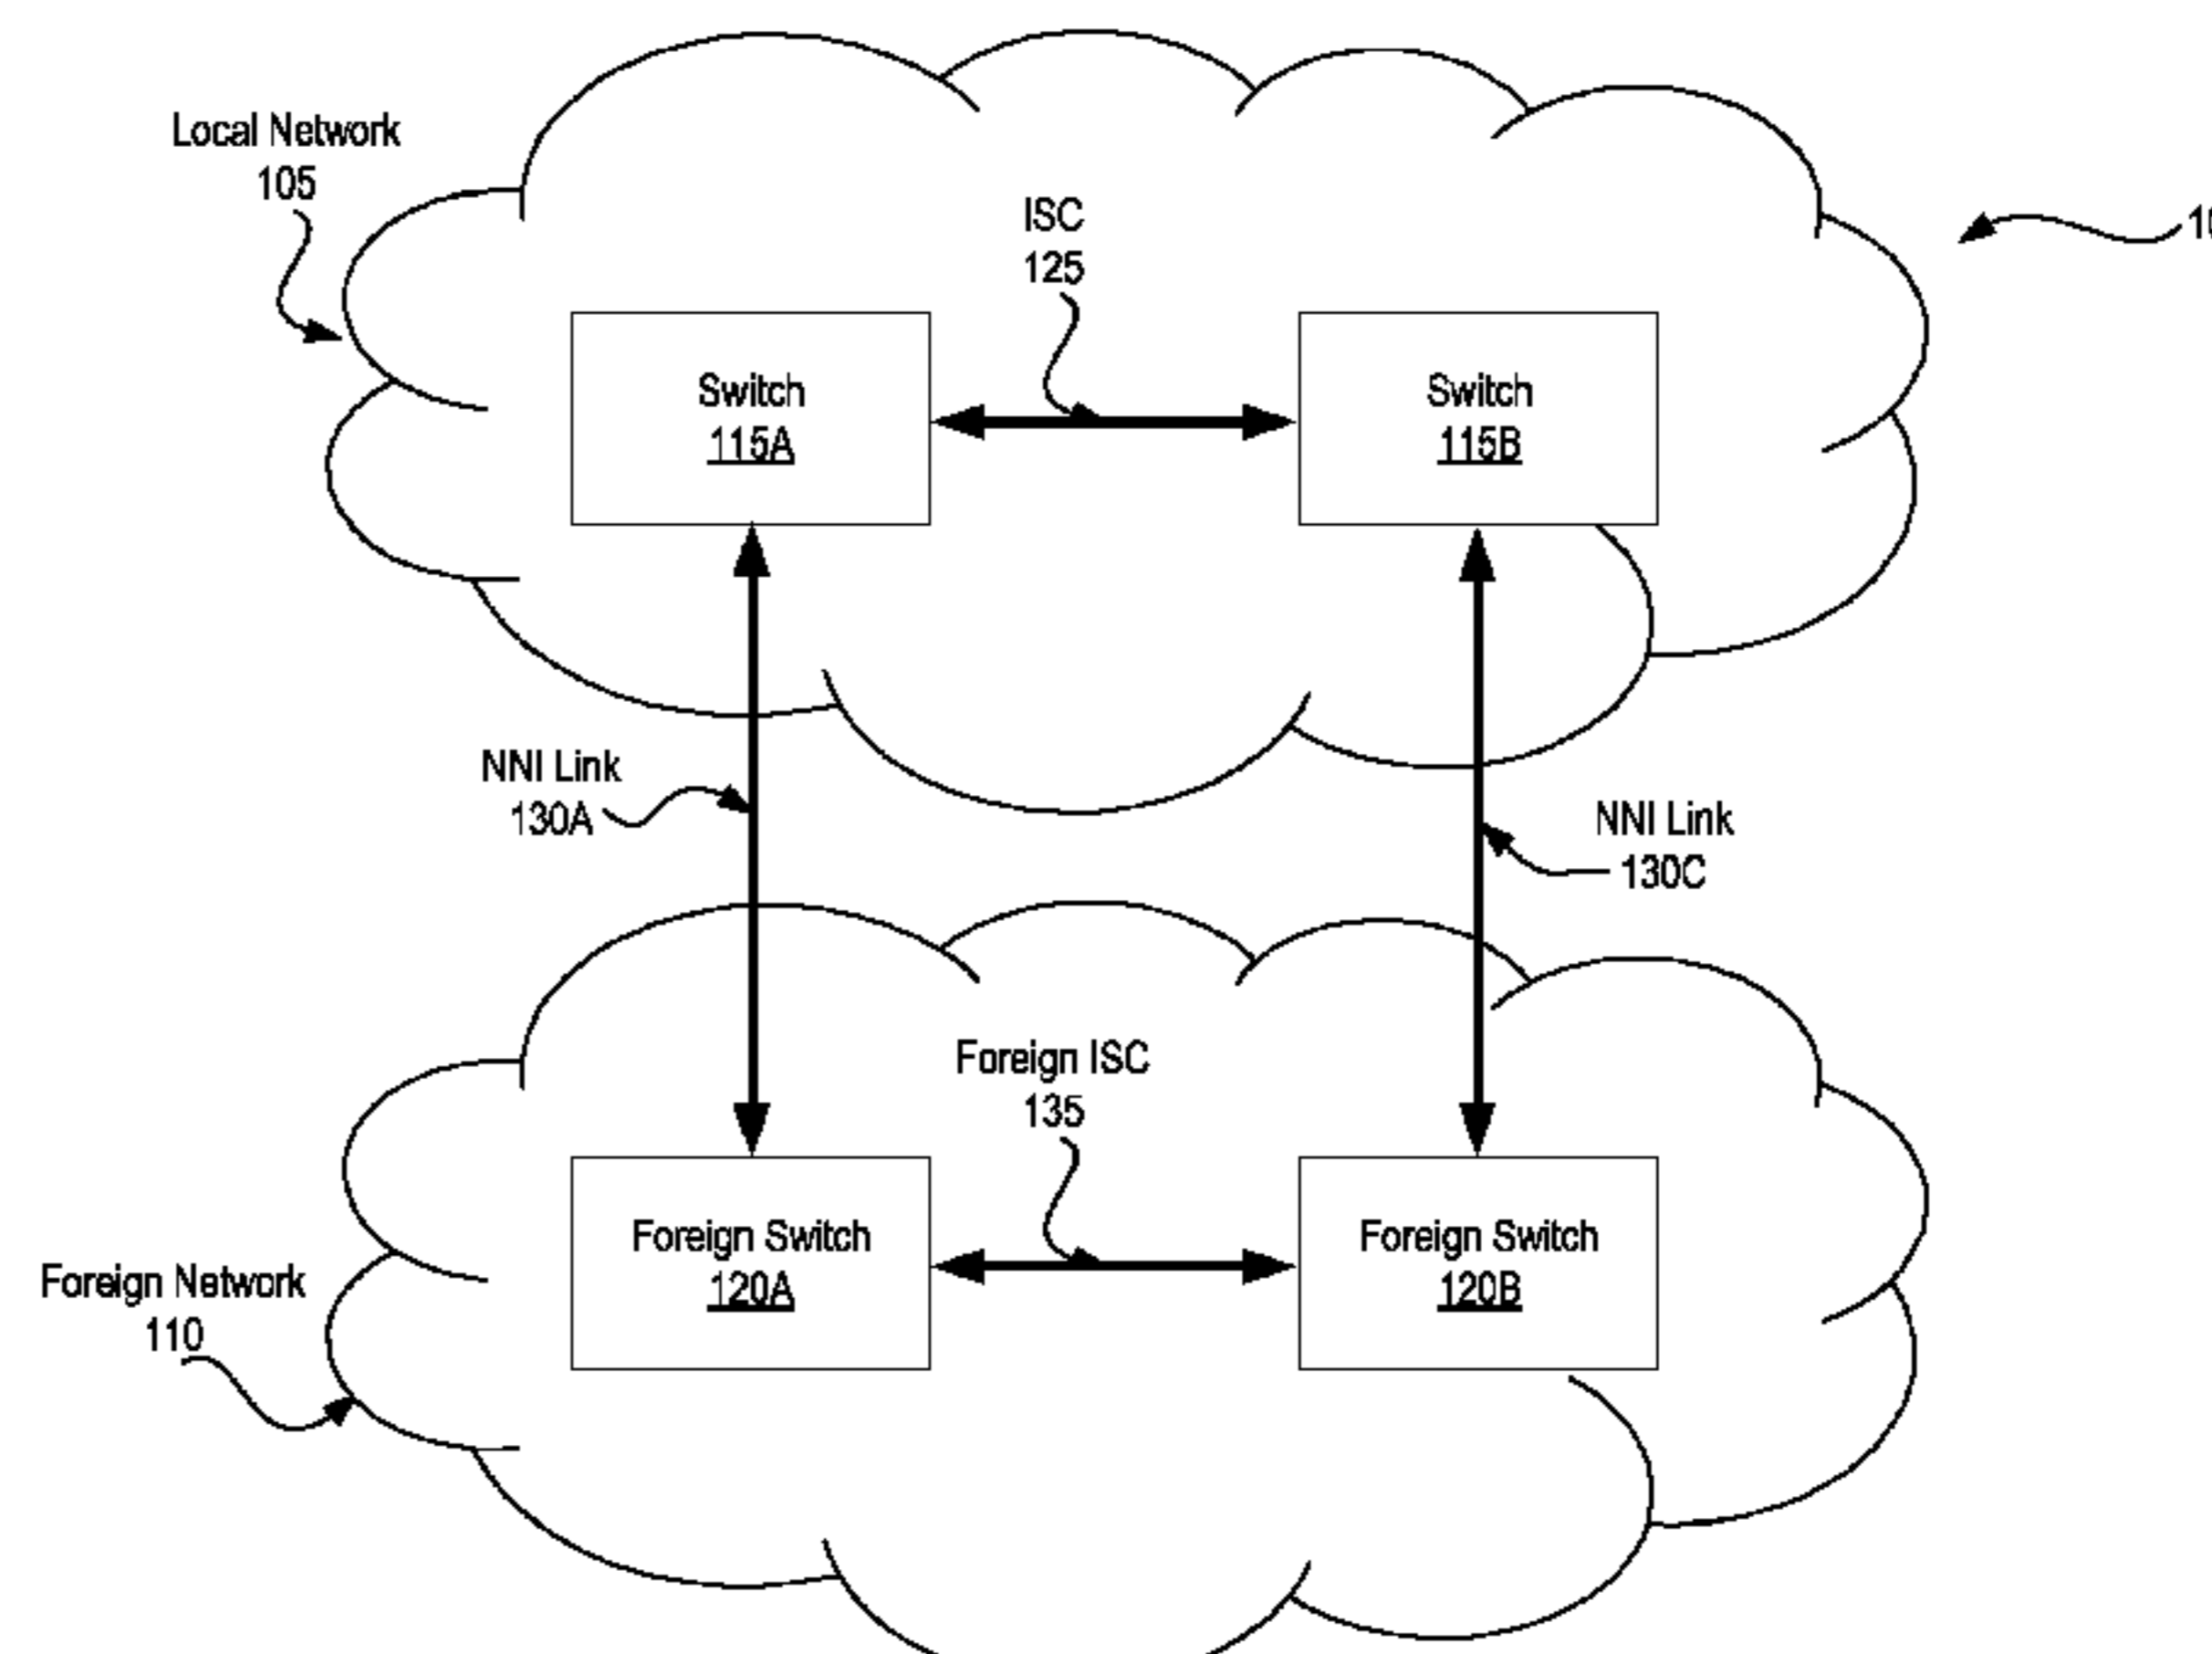 Local Network
105
ISC
125
Switch
115A
Switch
115B
NNI Link
130A
NNI Link
130C
Foreign ISC
135
Foreign Switch
120A
Foreign Switch
120B
Foreign Network
110